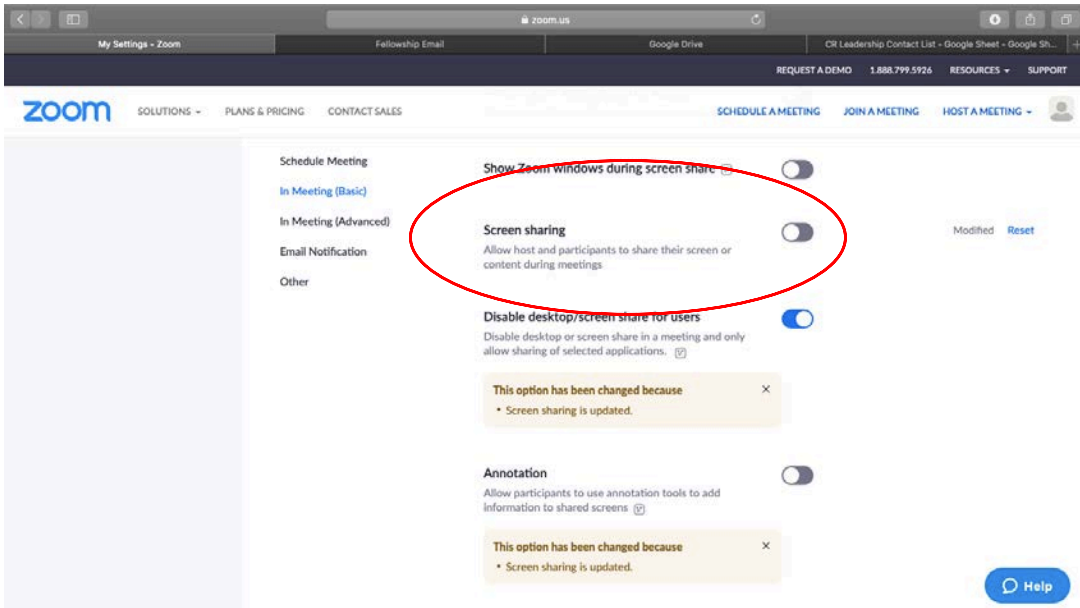 zoom.us
My Settings - Zoom
Fellowship Email
Google Drive
CR Leadership Contact List - Google Sheet - Google Sh...
REQUEST A DEMO
1.888.799.5926
RESOURCES
SUPPORT
zoom
SOLUTIONS
PLANS & PRICING
CONTACT SALES
SCHEDULE A MEETING
JOIN A MEETING
HOST A MEETING
Schedule Meeting
In Meeting (Basic)
In Meeting (Advanced)
Email Notification
Other
Show Zoom windows during screen share
Screen sharing
Modified
Reset
Allow host and participants to share their screen or
content during meetings
Disable desktop/screen share for users
Disable desktop or screen share in a meeting and only
allow sharing of selected applications.
This option has been changed because
• Screen sharing is updated.
Annotation
Allow participants to use annotation tools to add
information to shared screens
This option has been changed because
• Screen sharing is updated.
Help